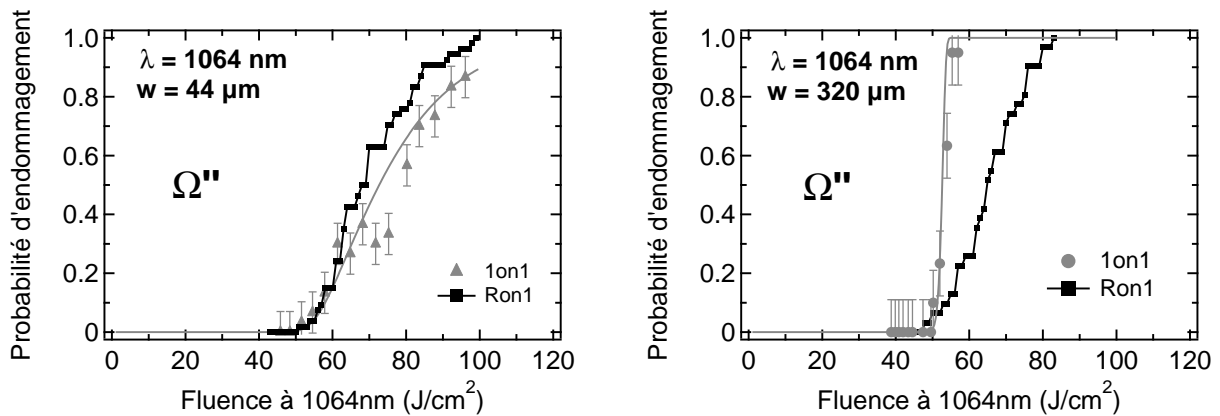 Probabilité d'endommagement
1.0
0.8
0.6
0.4
0.2
0
λ = 1064 nm
w = 44 µm
Ω"
1on1
Ron1
0 20 40 60 80 100 120
Fluence à 1064nm (J/cm²)
Probabilité d'endommagement
1.0
0.8
0.6
0.4
0.2
0
λ = 1064 nm
w = 320 µm
Ω"
1on1
Ron1
0 20 40 60 80 100 120
Fluence à 1064nm (J/cm²)